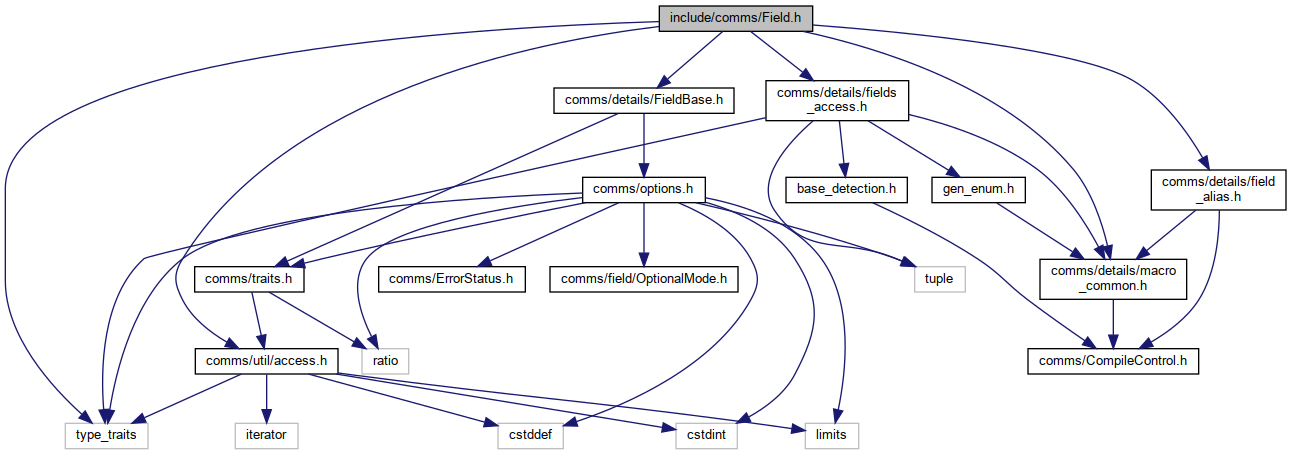 include/comms/Field.h
comms/details/FieldBase.h
comms/details/fields
_access.h
comms/options.h
base_detection.h
gen_enum.h
comms/details/field
_alias.h
comms/traits.h
comms/ErrorStatus.h
comms/field/OptionalMode.h
tuple
comms/details/macro
_common.h
comms/util/access.h
ratio
comms/CompileControl.h
type_traits
iterator
cstddef
cstdint
limits